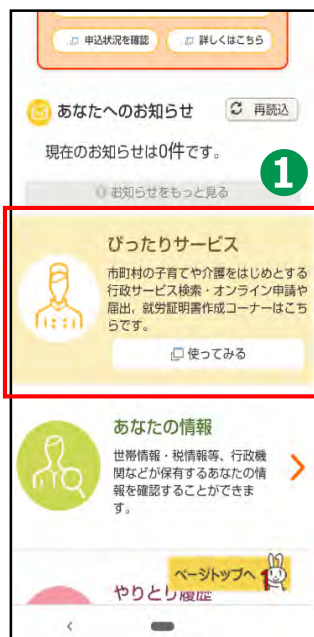 申込状況を確認 詳しくはこちら
あなたへのお知らせ 再読込
現在のお知らせは0件です。
1
お知らせをもっと見る
ぴったりサービス
市町村の子育てや介護をはじめとする
行政サービス検索・オンライン申請や
届出、就労証明書作成コーナーはこち
らです。
使ってみる
あなたの情報
世帯情報・税情報等、行政機
関などが保有するあなたの情
報を確認することができま
す。
ページトップへ
やりとり履歴